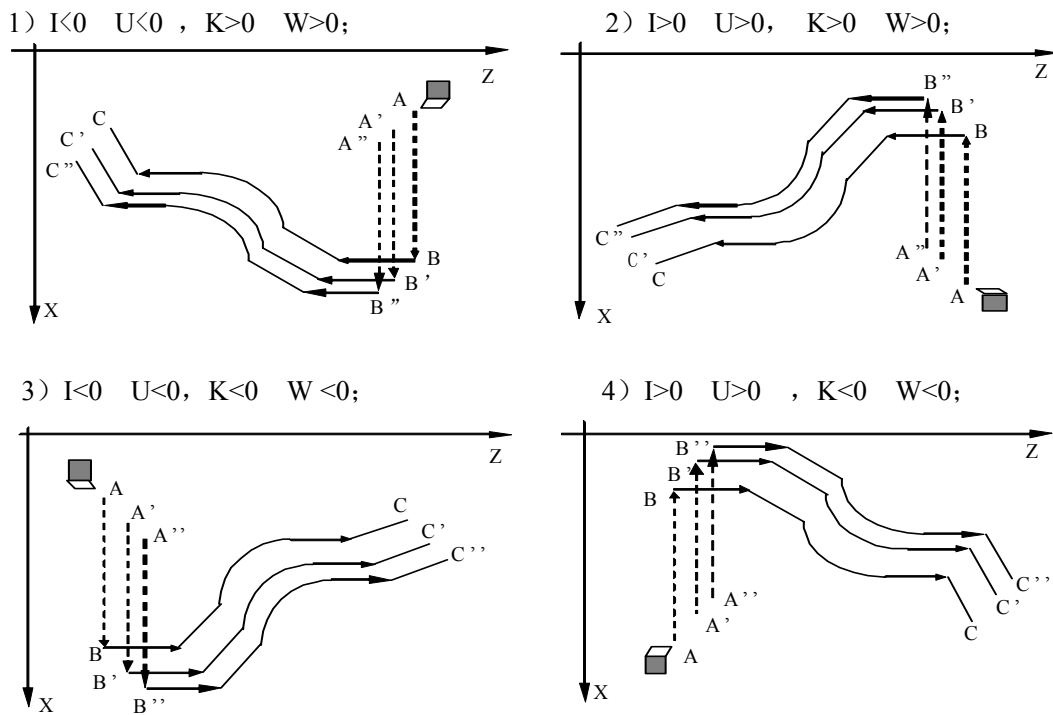 1）I<0 U<0 ，K>0 W>0；
Z
A
A'
A"
C
C'
C"
B
B'
B"
X
2）I>0 U>0， K>0 W>0；
Z
B"
B'
B
C"
C'
C
A"
A'
A
X
3）I<0 U<0，K<0 W <0；
Z
A
A'
A''
C
C'
C''
B
B'
B''
X
4）I>0 U>0 ，K<0 W<0；
Z
B''
B'
B
A''
A'
A
C''
C'
C
X